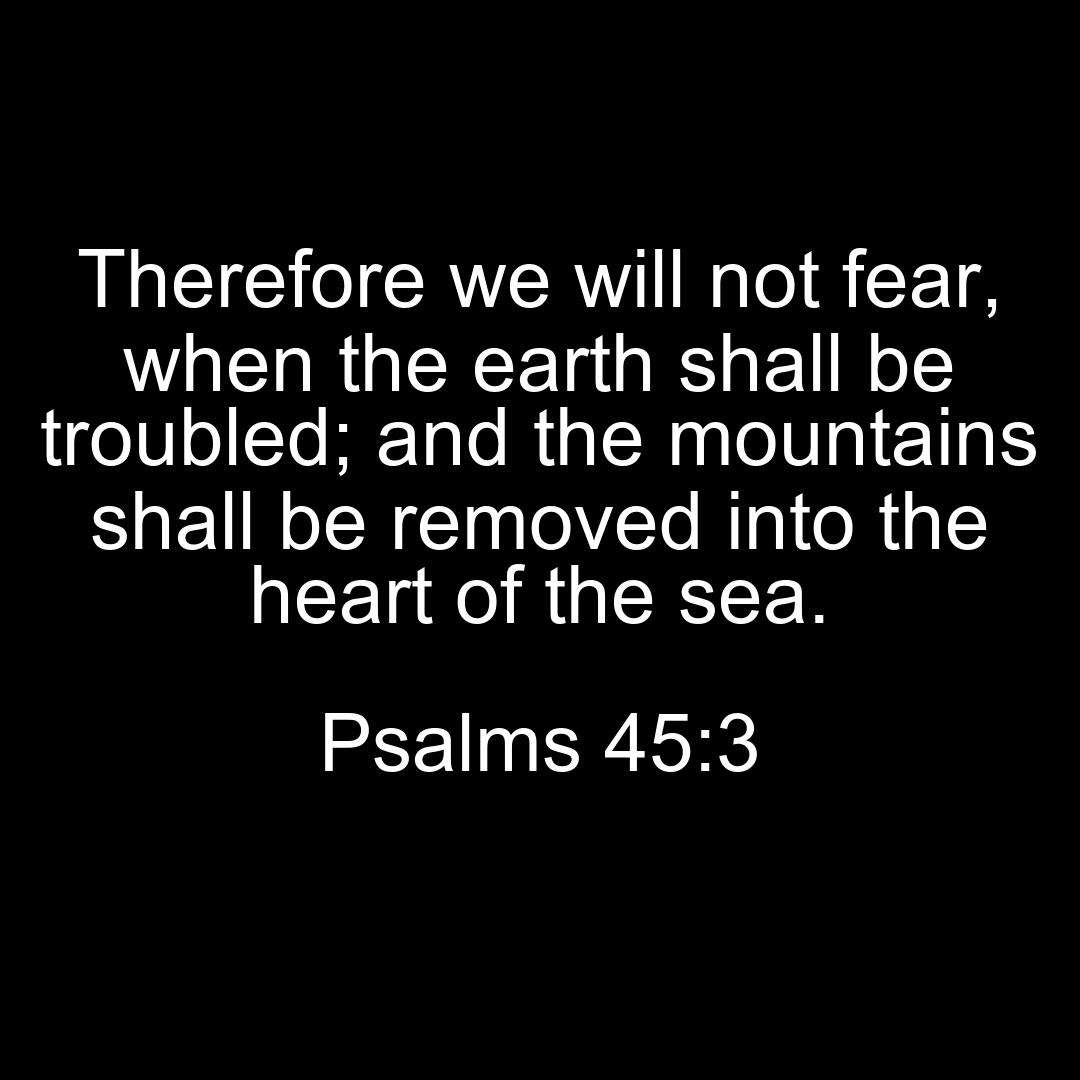 Therefore we will not fear,
when the earth shall be
troubled; and the mountains
shall be removed into the
heart of the sea.
Psalms 45:3